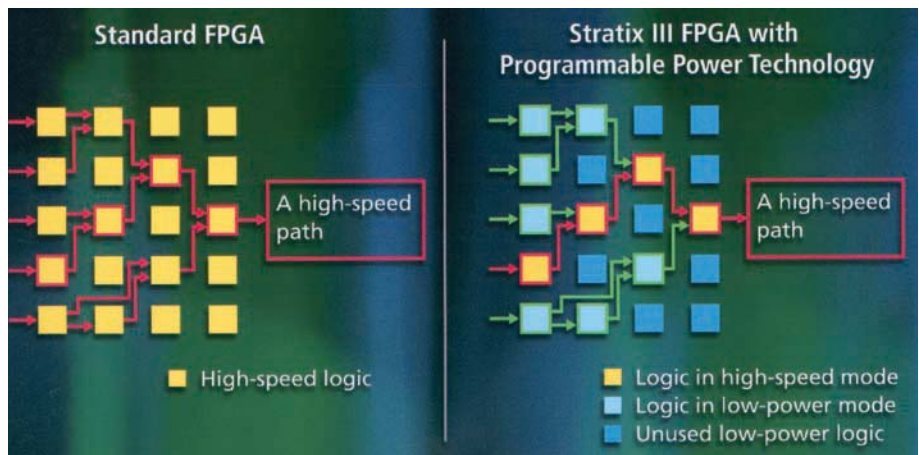 Standard FPGA
A high-speed
path
High-speed logic
Stratix III FPGA with
Programmable Power Technology
A high-speed
path
Logic in high-speed mode
Logic in low-power mode
Unused low-power logic